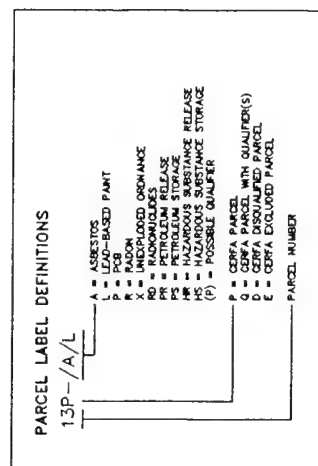 PARCEL LABEL DEFINITIONS
13P-/A/L
A = ASBESTOS
L = LEAD-BASED PAINT
P = PCB
R = RADON
X = UNEXPLODED ORDNANCE
RD = RADIONUCLIDES
PR = PETROLEUM RELEASE
PS = PETROLEUM STORAGE
HR = HAZARDOUS SUBSTANCE RELEASE
HS = HAZARDOUS SUBSTANCE STORAGE
(P) = POSSIBLE QUALIFIER
P = CERFA PARCEL
Q = CERFA PARCEL WITH QUALIFIER(S)
D = CERFA DISQUALIFIED PARCEL
E = CERFA EXCLUDED PARCEL
PARCEL NUMBER